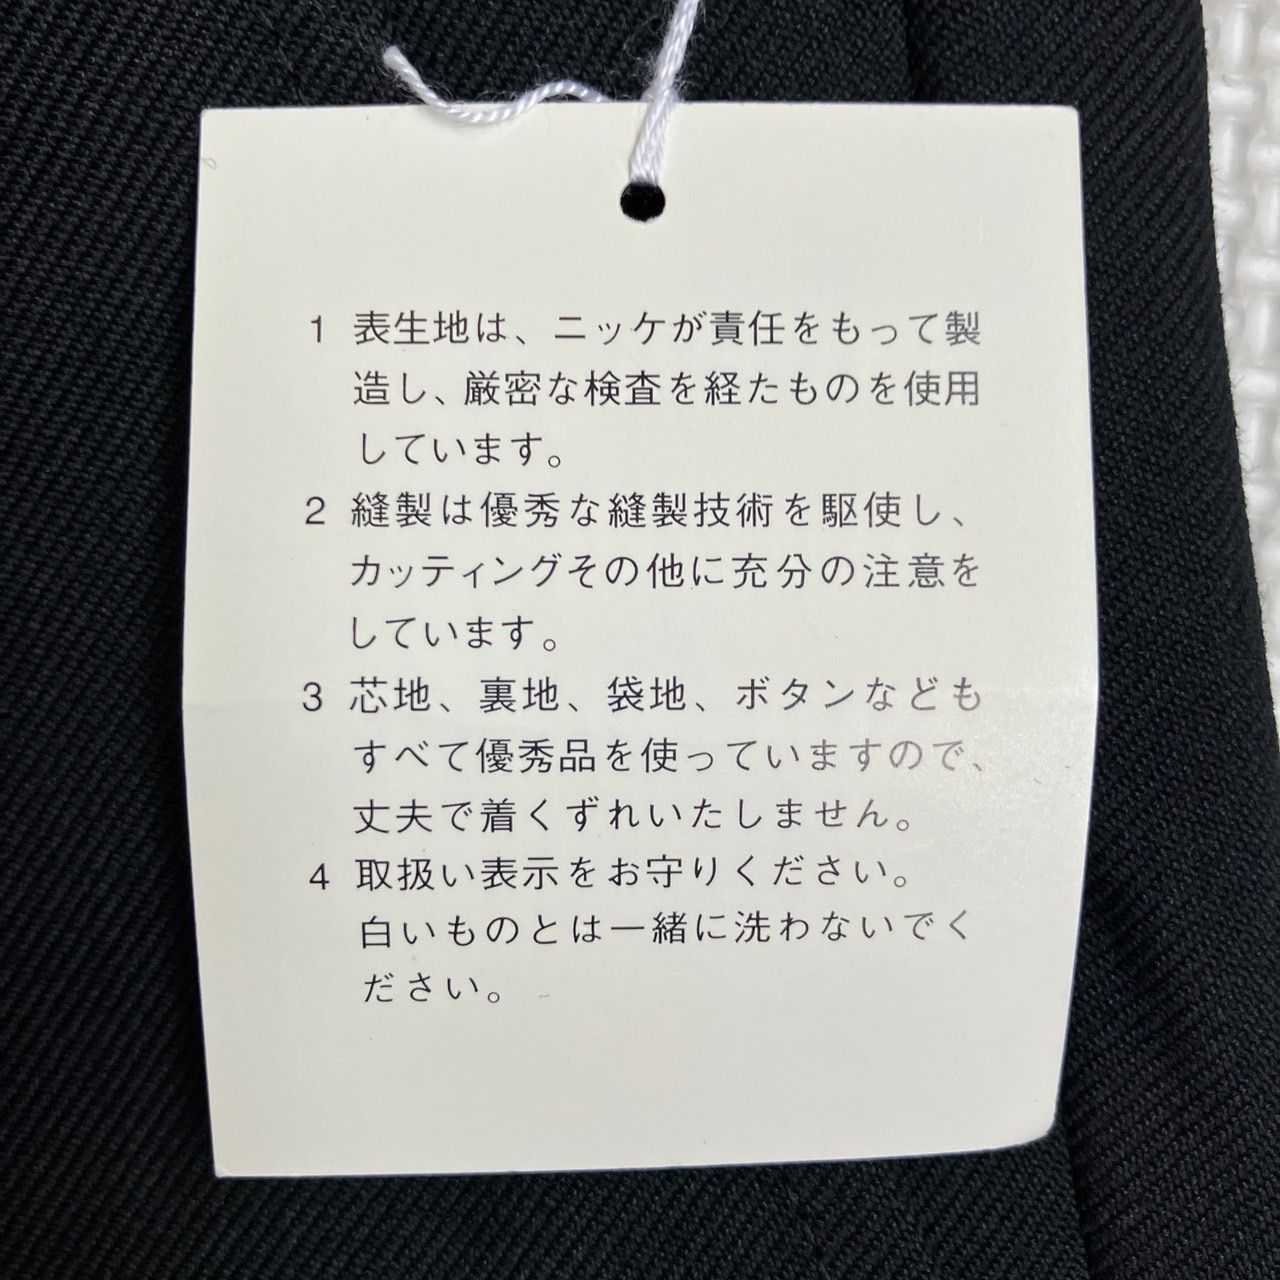 1 表生地は、ニッケが責任をもって製
造し、厳密な検査を経たものを使用
しています。
2 縫製は優秀な縫製技術を駆使し、
カッティングその他に充分の注意を
しています。
3 芯地、裏地、袋地、ボタンなども
すべて優秀品を使っていますので、
丈夫で着くずれいたしません。
4 取扱い表示をお守りください。
白いものとは一緒に洗わないでく
ださい。